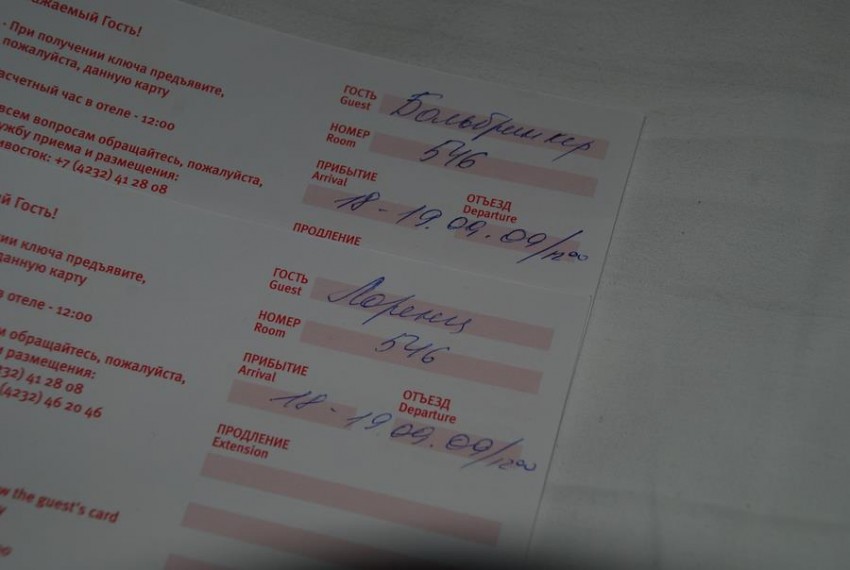 ажаемый Гость!
- При получении ключа предъявите,
пожалуйста, данную карту
асчетный час в отеле - 12:00
всем вопросам обращайтесь, пожалуйста,
ужбу приема и размещения:
ивосток: +7 (4232) 41 28 08
ГОСТЬ
Guest
Больбринкер
НОМЕР
Room
546
ПРИБЫТИЕ
Arrival
ОТЪЕЗД
Departure
18 - 19.09.09/12⁰⁰
ПРОДЛЕНИЕ
й Гость!
ии ключа предъявите,
данную карту
в отеле - 12:00
м обращайтесь, пожалуйста,
и размещения:
232) 41 28 08
(4232) 46 20 46
ГОСТЬ
Guest
Лоренц
НОМЕР
Room
546
ПРИБЫТИЕ
Arrival
ОТЪЕЗД
Departure
18 - 19.09.09/12⁰⁰
ПРОДЛЕНИЕ
Extension
w the guest's card